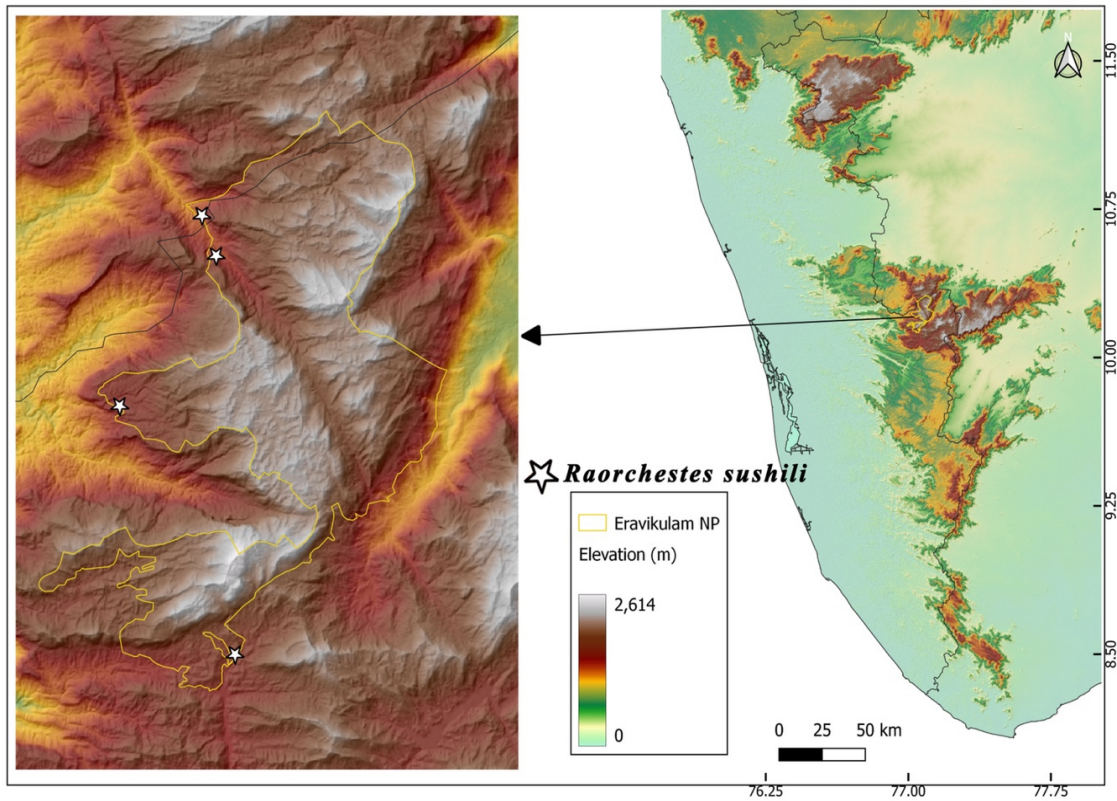 N
11.50
10.75
10.00
9.25
8.50
Raorchestes sushili
Eravikulam NP
Elevation (m)
2,614
0
0 25 50 km
76.25 77.00 77.75